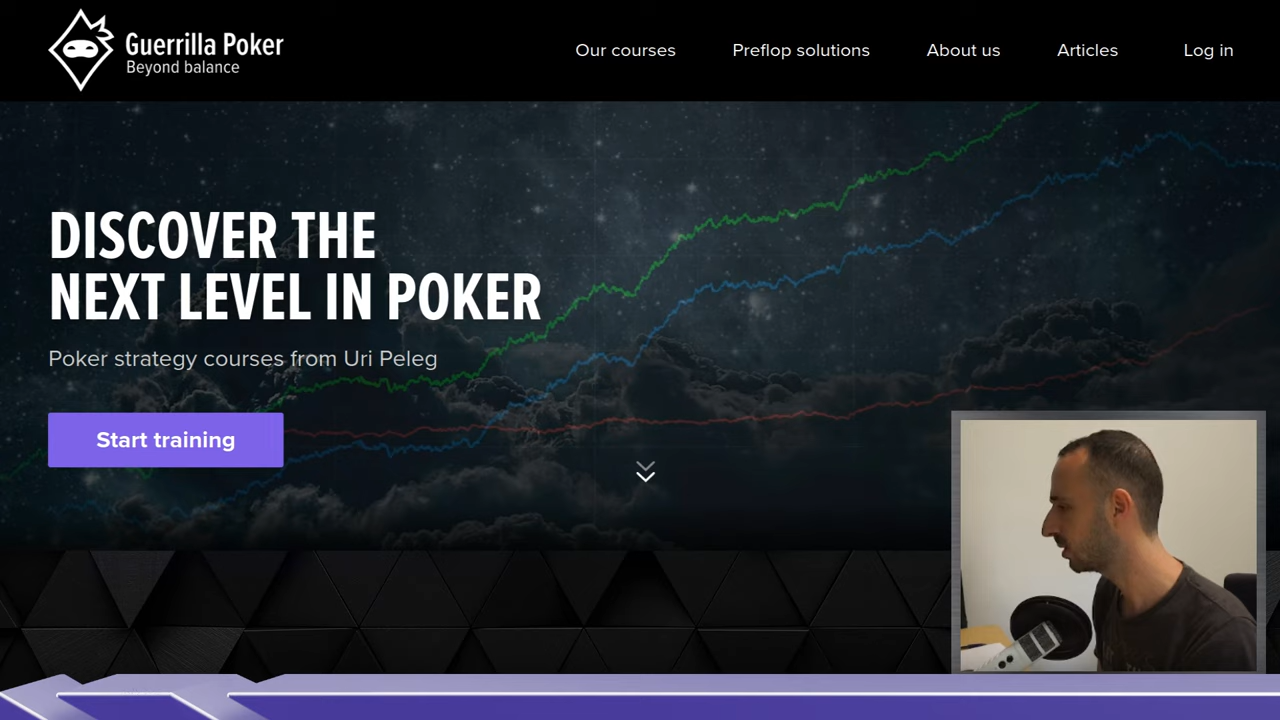 Guerrilla Poker
Beyond balance
Our courses
Preflop solutions
About us
Articles
Log in
DISCOVER THE
NEXT LEVEL IN POKER
Poker strategy courses from Uri Peleg
Start training